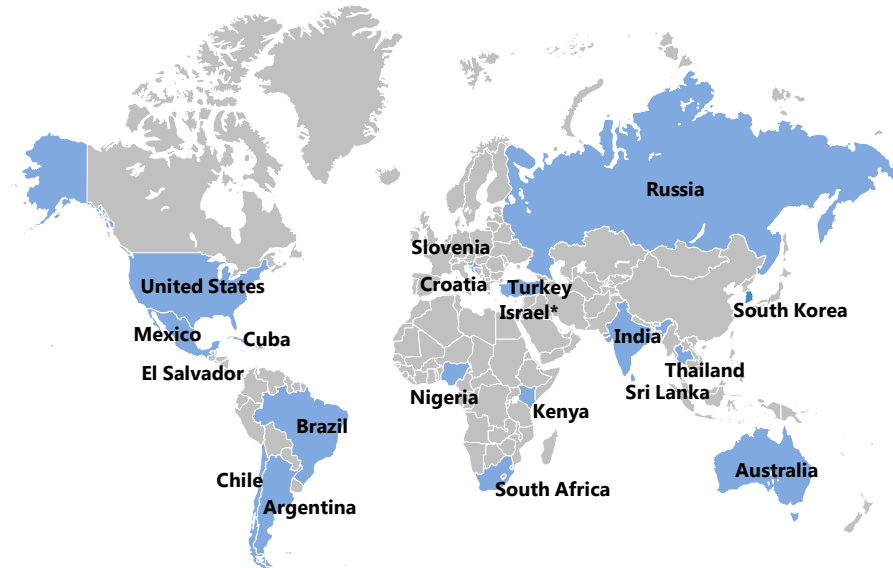 Russia
Slovenia
United States
Croatia
Turkey
Israel*
South Korea
Mexico
Cuba
India
El Salvador
Thailand
Nigeria
Sri Lanka
Kenya
Brazil
Australia
Chile
South Africa
Argentina